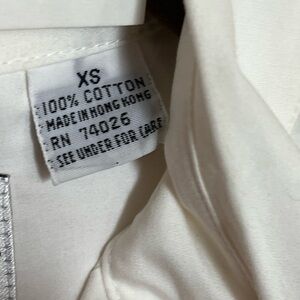 XS
100% COTTON
MADE IN HONG KONG
RN 74026
SEE UNDER FOR CARE